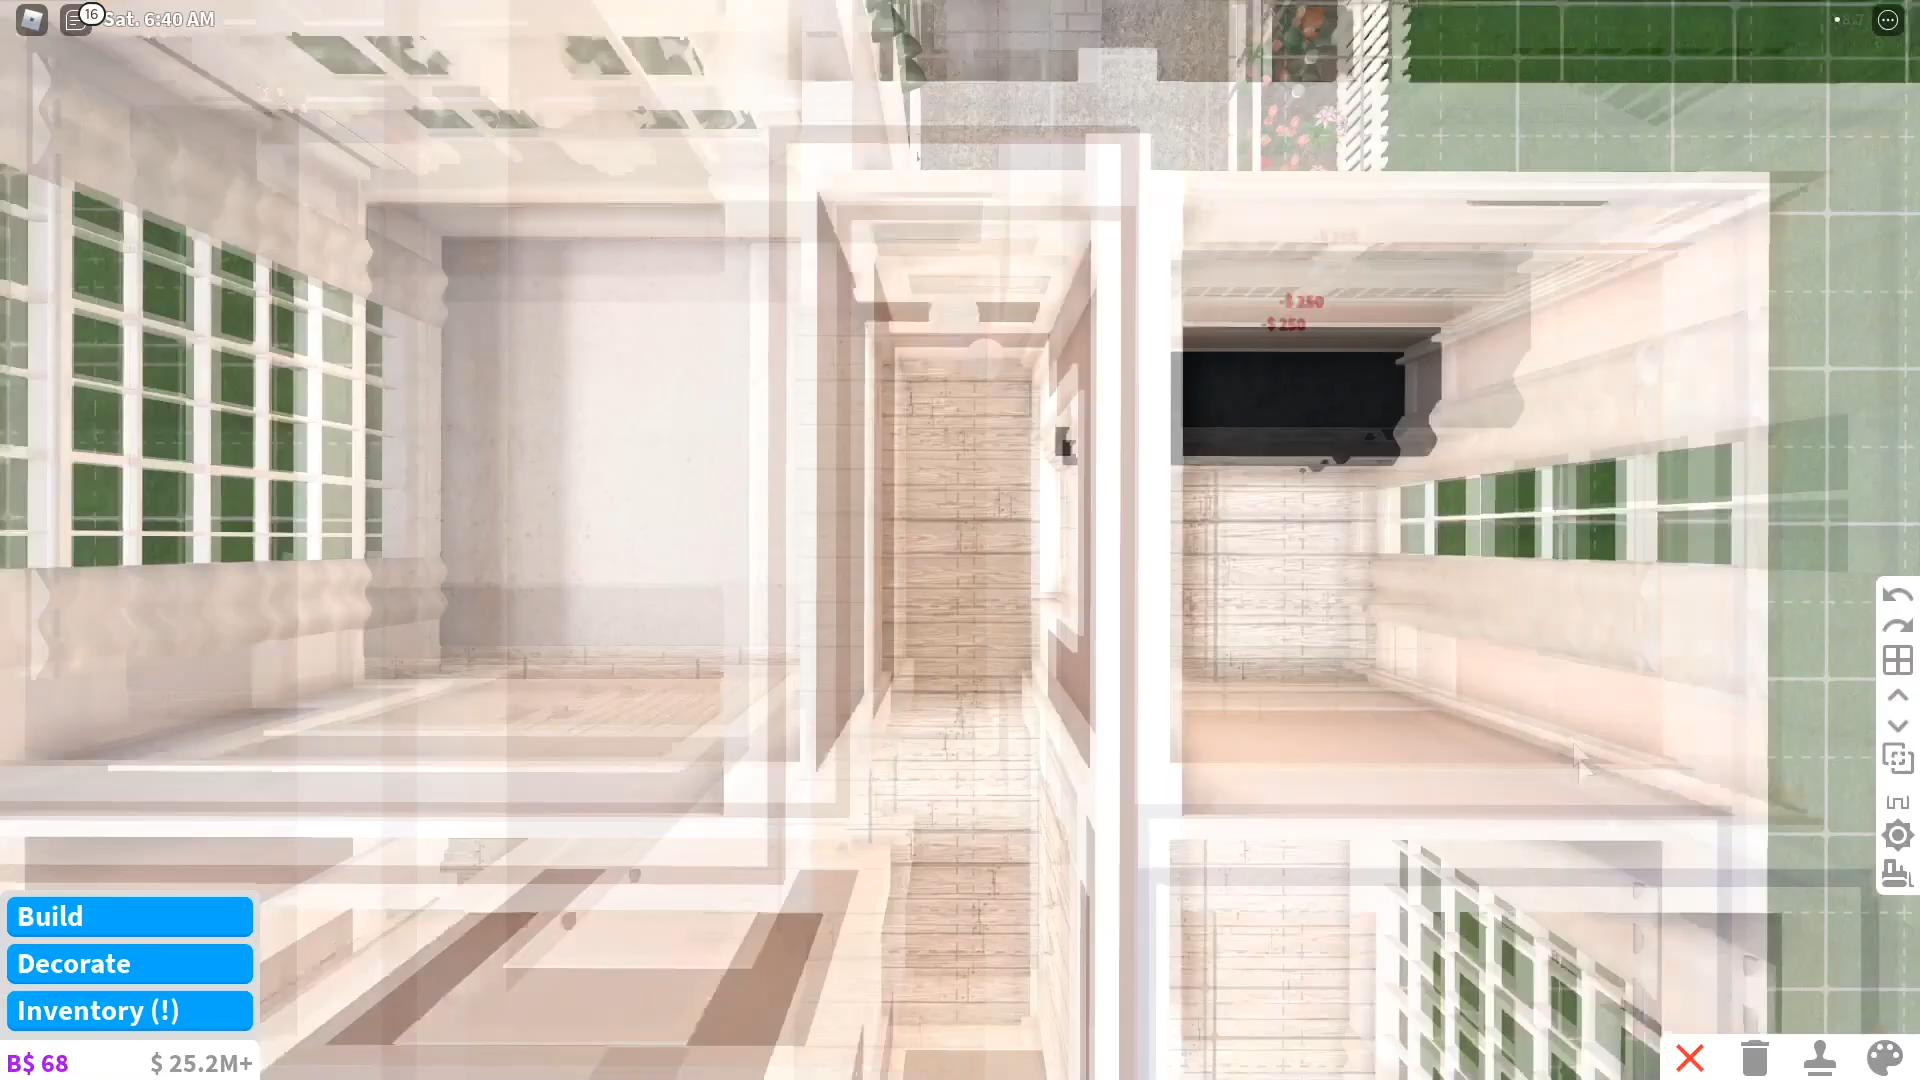 16
Sat. 6:40 AM
-$ 250
-$ 250
Build
Decorate
Inventory (!)
B$ 68
$ 25.2M+